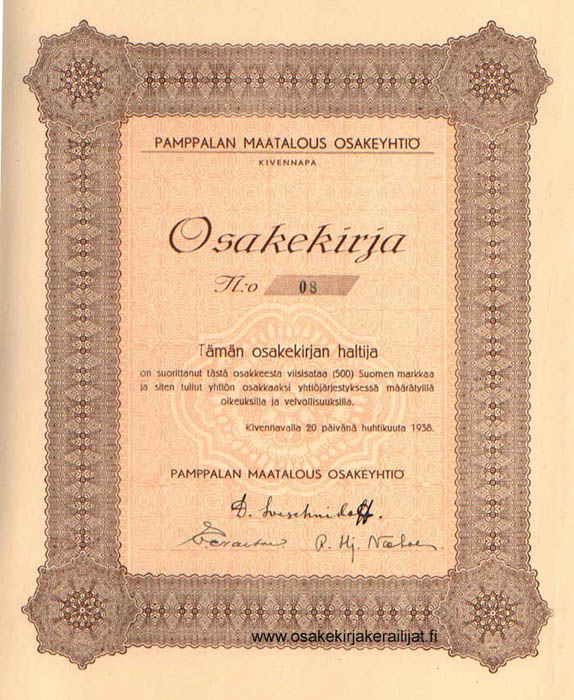 PAMPPALAN MAATALOUS OSAKEYHTIÖ
KIVENNAPA
Osakekirja
N:o 08
Tämän osakekirjan haltija
on suorittanut tästä osakkeesta viisisataa (500) Suomen markkaa
ja siten tullut yhtiön osakkaaksi yhtiöjärjestyksessä määrätyillä
oikeuksilla ja velvollisuuksilla.
Kivennavalla 20 päivänä huhtikuuta 1938.
PAMPPALAN MAATALOUS OSAKEYHTIÖ
P. Hj.
www.osakekirjakerailijat.fi